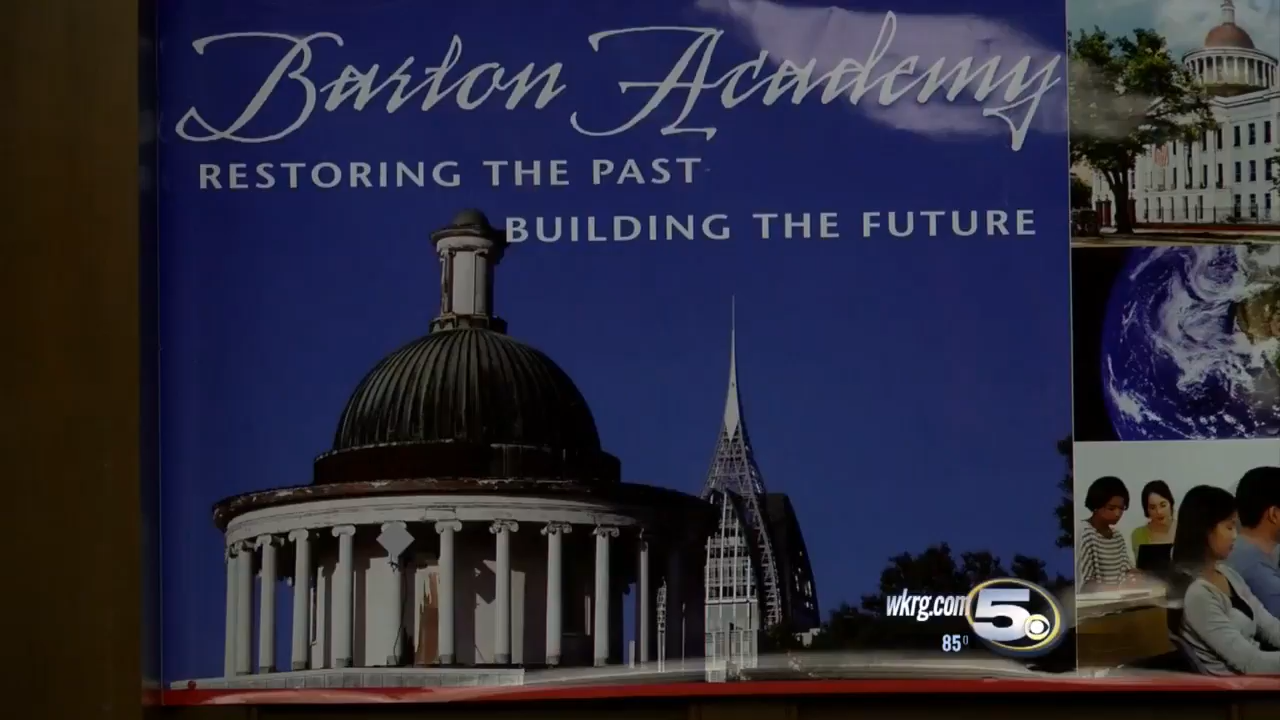 Barton Academy
RESTORING THE PAST
BUILDING THE FUTURE
wkrg.com 5
85°